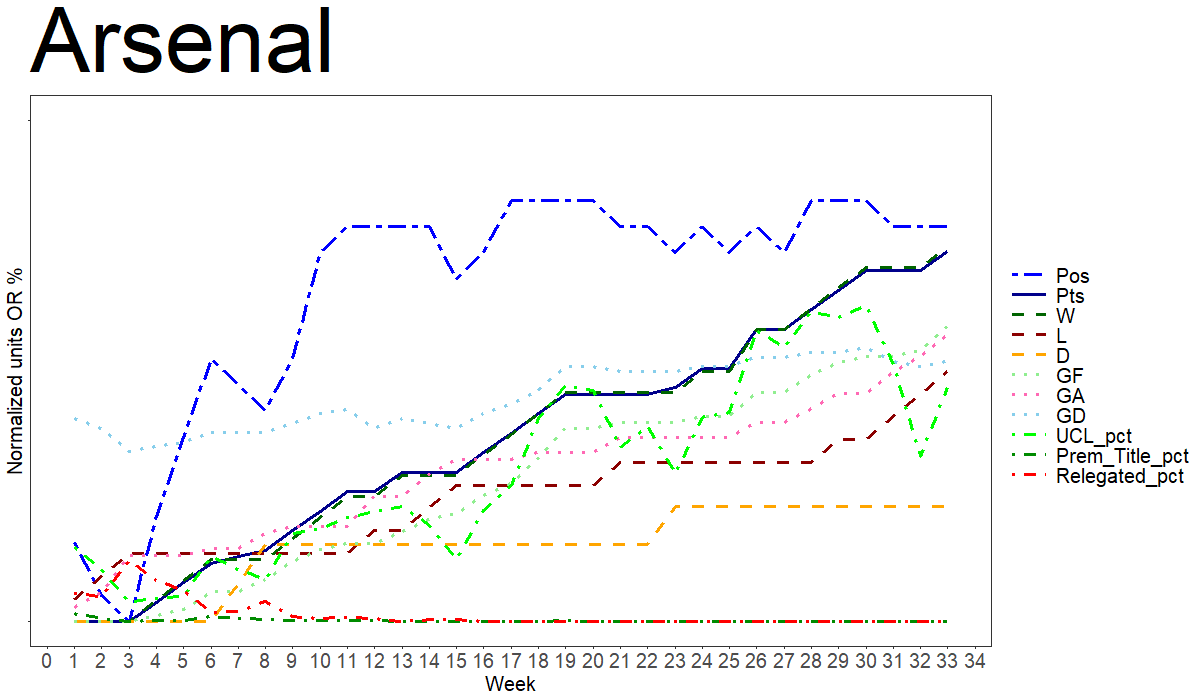 Arsenal
Normalized units OR %
Pos
Pts
W
L
D
GF
GA
GD
UCL_pct
Prem_Title_pct
Relegated_pct
0 1 2 3 4 5 6 7 8 9 10 11 12 13 14 15 16 17 18 19 20 21 22 23 24 25 26 27 28 29 30 31 32 33 34
Week